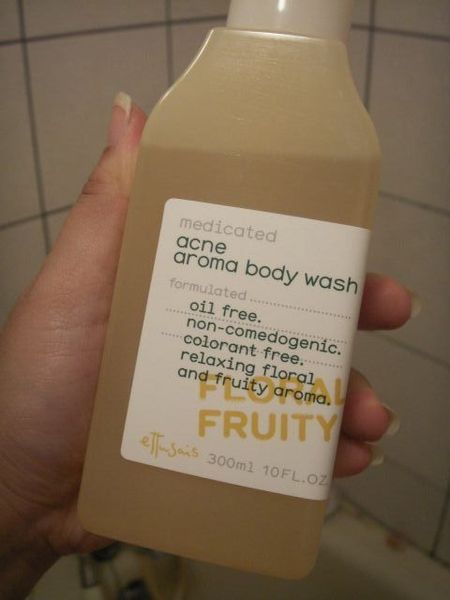 medicated
acne
aroma body wash
formulated
oil free.
non-comedogenic.
colorant free.
relaxing floral
and fruity aroma.
FLORAL
FRUITY
ettusais 300ml 10FL.OZ